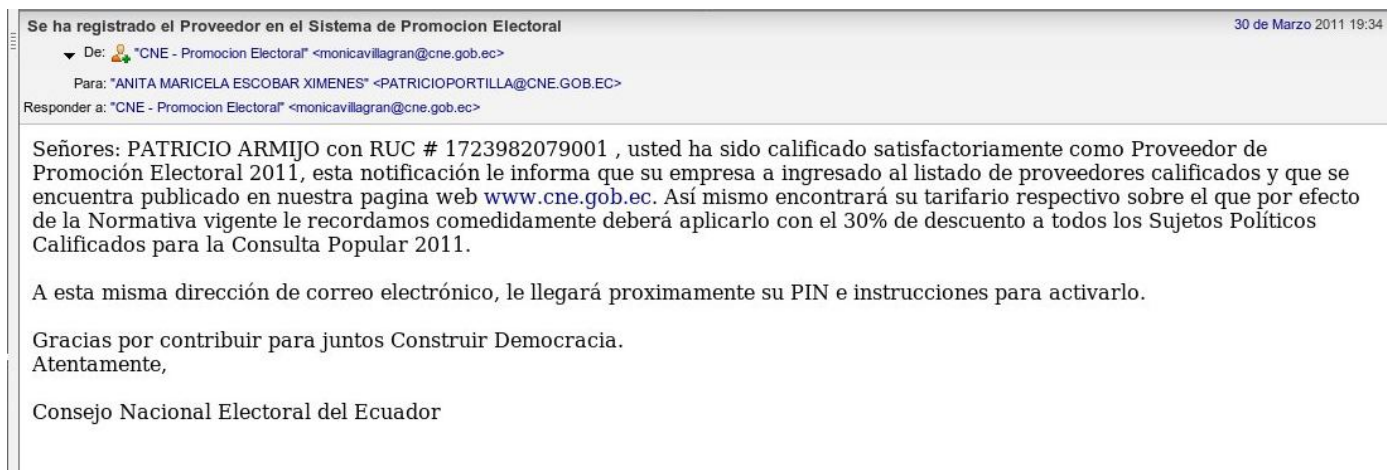 Se ha registrado el Proveedor en el Sistema de Promocion Electoral
30 de Marzo 2011 19:34
De: "CNE - Promocion Electoral" <monicavillagran@cne.gob.ec>
Para: "ANITA MARICELA ESCOBAR XIMENES" <PATRICIOPORTILLA@CNE.GOB.EC>
Responder a: "CNE - Promocion Electoral" <monicavillagran@cne.gob.ec>
Señores: PATRICIO ARMIJO con RUC # 1723982079001 , usted ha sido calificado satisfactoriamente como Proveedor de
Promoción Electoral 2011, esta notificación le informa que su empresa a ingresado al listado de proveedores calificados y que se
encuentra publicado en nuestra pagina web www.cne.gob.ec. Así mismo encontrará su tarifario respectivo sobre el que por efecto
de la Normativa vigente le recordamos comedidamente deberá aplicarlo con el 30% de descuento a todos los Sujetos Políticos
Calificados para la Consulta Popular 2011.
A esta misma dirección de correo electrónico, le llegará proximamente su PIN e instrucciones para activarlo.
Gracias por contribuir para juntos Construir Democracia.
Atentamente,
Consejo Nacional Electoral del Ecuador